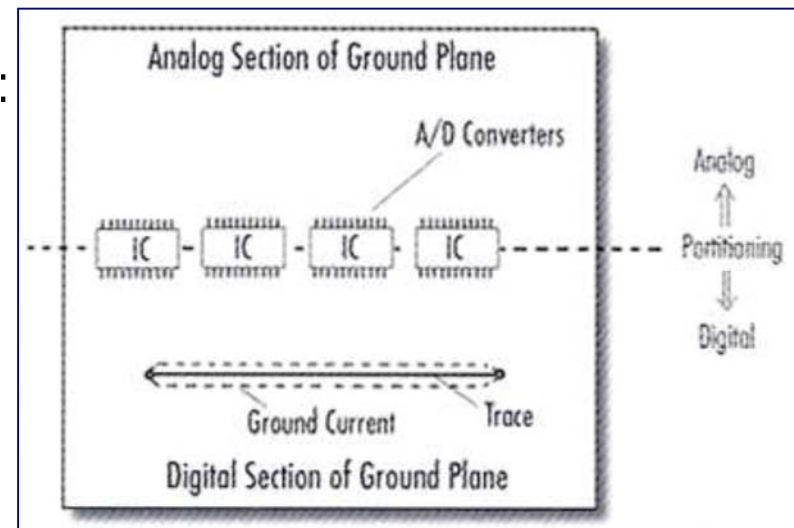 :
Analog Section of Ground Plane
A/D Converters
Analog
IC IC IC IC
Partitioning
Digital
Ground Current
Trace
Digital Section of Ground Plane